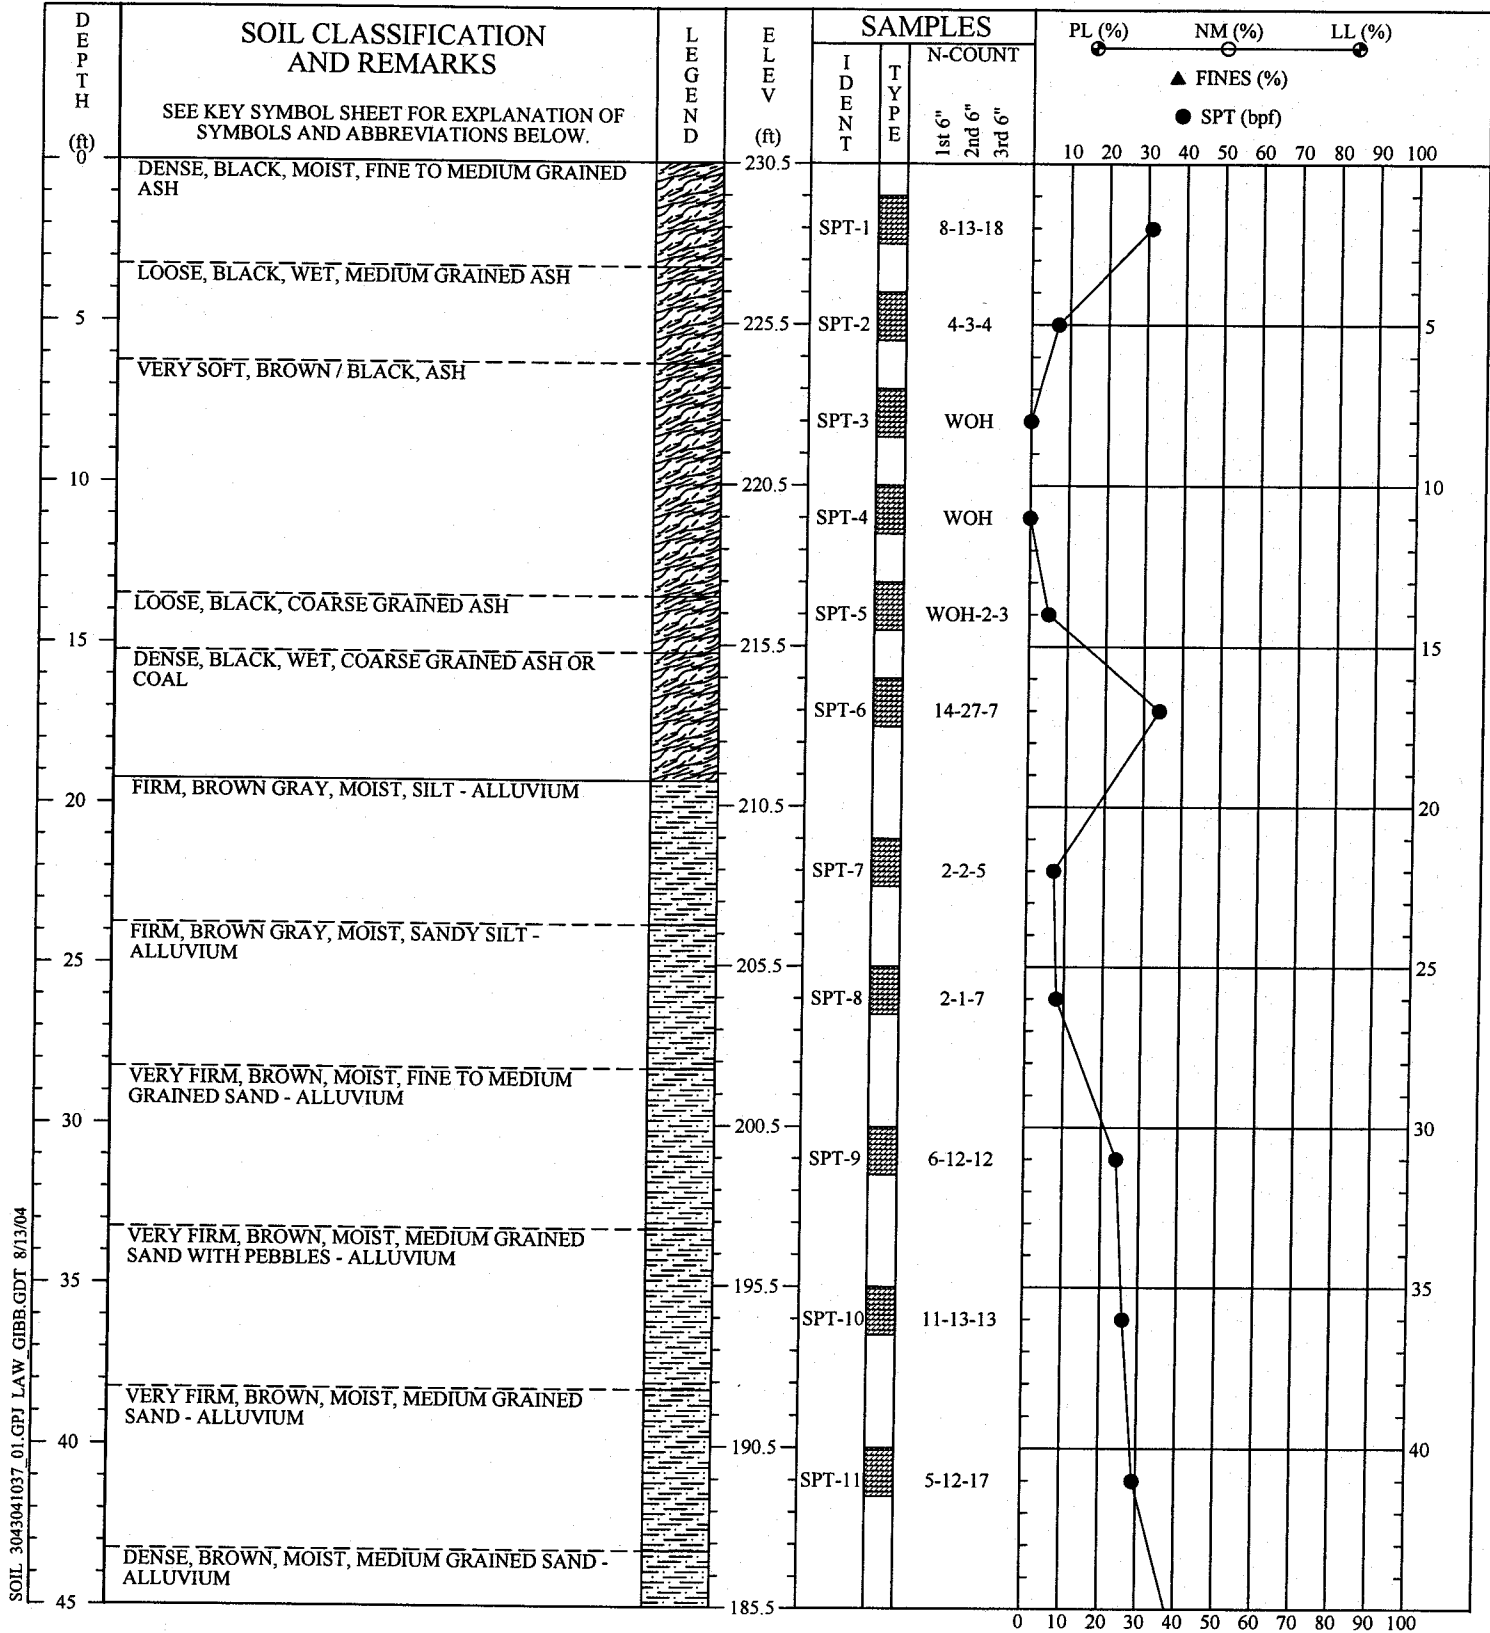 DEPTH
(ft)
SOIL CLASSIFICATION
AND REMARKS
SEE KEY SYMBOL SHEET FOR EXPLANATION OF
SYMBOLS AND ABBREVIATIONS BELOW.
LEGEND
ELEV
(ft)
SAMPLES
IDENT
TYPE
N-COUNT
1st 6"
2nd 6"
3rd 6"
PL (%)
NM (%)
LL (%)
▲ FINES (%)
● SPT (bpf)
10 20 30 40 50 60 70 80 90 100
0
230.5
DENSE, BLACK, MOIST, FINE TO MEDIUM GRAINED
ASH
SPT-1 8-13-18
LOOSE, BLACK, WET, MEDIUM GRAINED ASH
5 225.5 SPT-2 4-3-4 5
VERY SOFT, BROWN / BLACK, ASH
SPT-3 WOH
10 220.5 10
SPT-4 WOH
LOOSE, BLACK, COARSE GRAINED ASH
SPT-5 WOH-2-3
15 215.5 15
DENSE, BLACK, WET, COARSE GRAINED ASH OR
COAL
SPT-6 14-27-7
FIRM, BROWN GRAY, MOIST, SILT - ALLUVIUM
20 210.5 20
SPT-7 2-2-5
FIRM, BROWN GRAY, MOIST, SANDY SILT -
ALLUVIUM
25 205.5 25
SPT-8 2-1-7
VERY FIRM, BROWN, MOIST, FINE TO MEDIUM
GRAINED SAND - ALLUVIUM
30 200.5 30
SPT-9 6-12-12
VERY FIRM, BROWN, MOIST, MEDIUM GRAINED
SAND WITH PEBBLES - ALLUVIUM
35 195.5 35
SPT-10 11-13-13
VERY FIRM, BROWN, MOIST, MEDIUM GRAINED
SAND - ALLUVIUM
40 190.5 40
SPT-11 5-12-17
DENSE, BROWN, MOIST, MEDIUM GRAINED SAND -
ALLUVIUM
45 185.5
0 10 20 30 40 50 60 70 80 90 100
SOIL 3043041037_01.GPJ LAW_GIBB.GDT 8/13/04